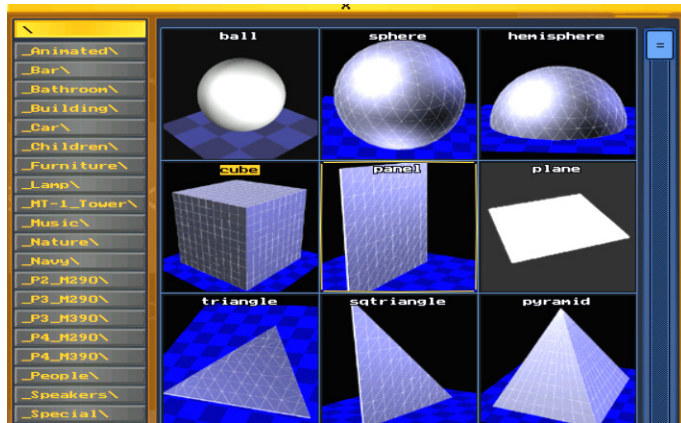 x
\
_Animated\
_Bar\
_Bathroom\
_Building\
_Car\
_Children\
_Furniture\
_Lamp\
_MT-1_Tower\
_Music\
_Nature\
_Navy\
_P2_M290\
_P3_M290\
_P3_M390\
_P4_M290\
_P4_M390\
_People\
_Speakers\
_Special\
ball sphere hemisphere
cube panel plane
triangle sqtriangle pyramid
=